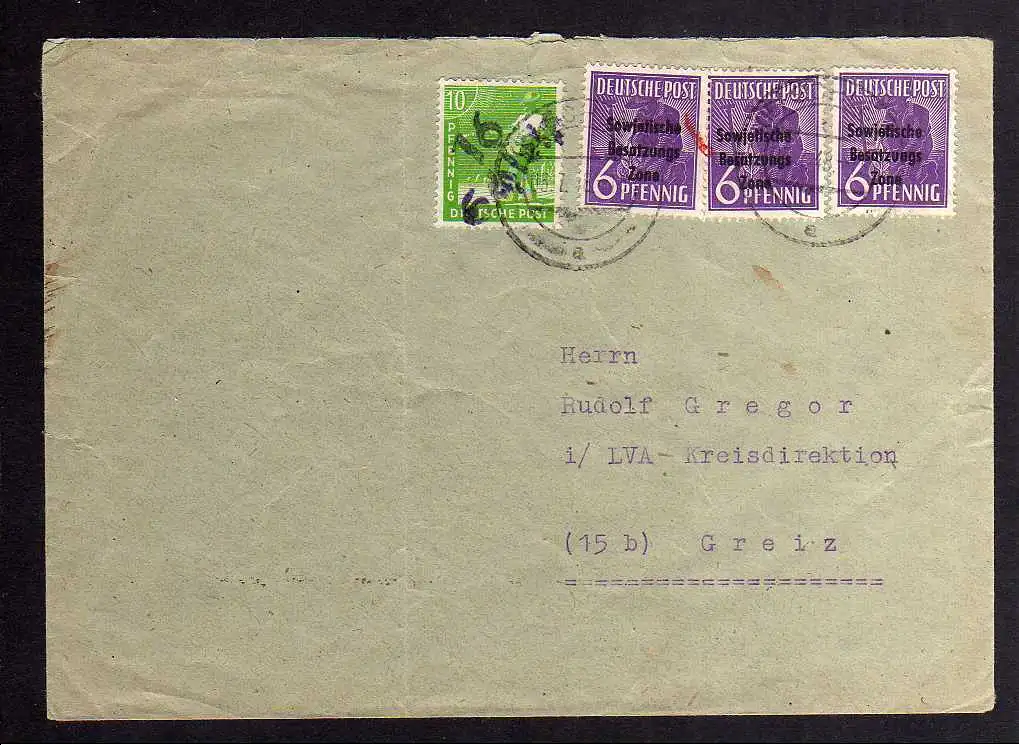 10
PFENNIG
DEUTSCHE POST
16
DEUTSCHE POST
Sowjetische
Besatzungs
Zone
6 PFENNIG
DEUTSCHE POST
Sowjetische
Besatzungs
Zone
6 PFENNIG
DEUTSCHE POST
Sowjetische
Besatzungs
Zone
6 PFENNIG
a
a
Herrn
Rudolf Gregor
i/ LVA - Kreisdirektion
(15 b) Greiz